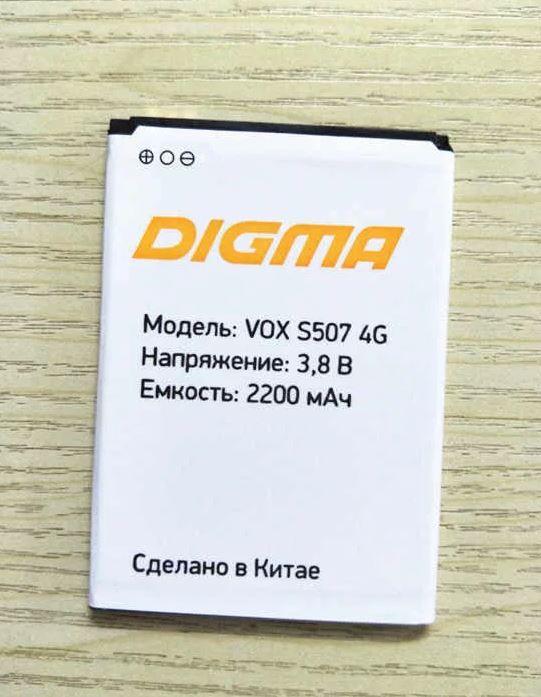 ⊕○⊖
DIGMA
Модель: VOX S507 4G
Напряжение: 3,8 В
Емкость: 2200 мАч
Сделано в Китае